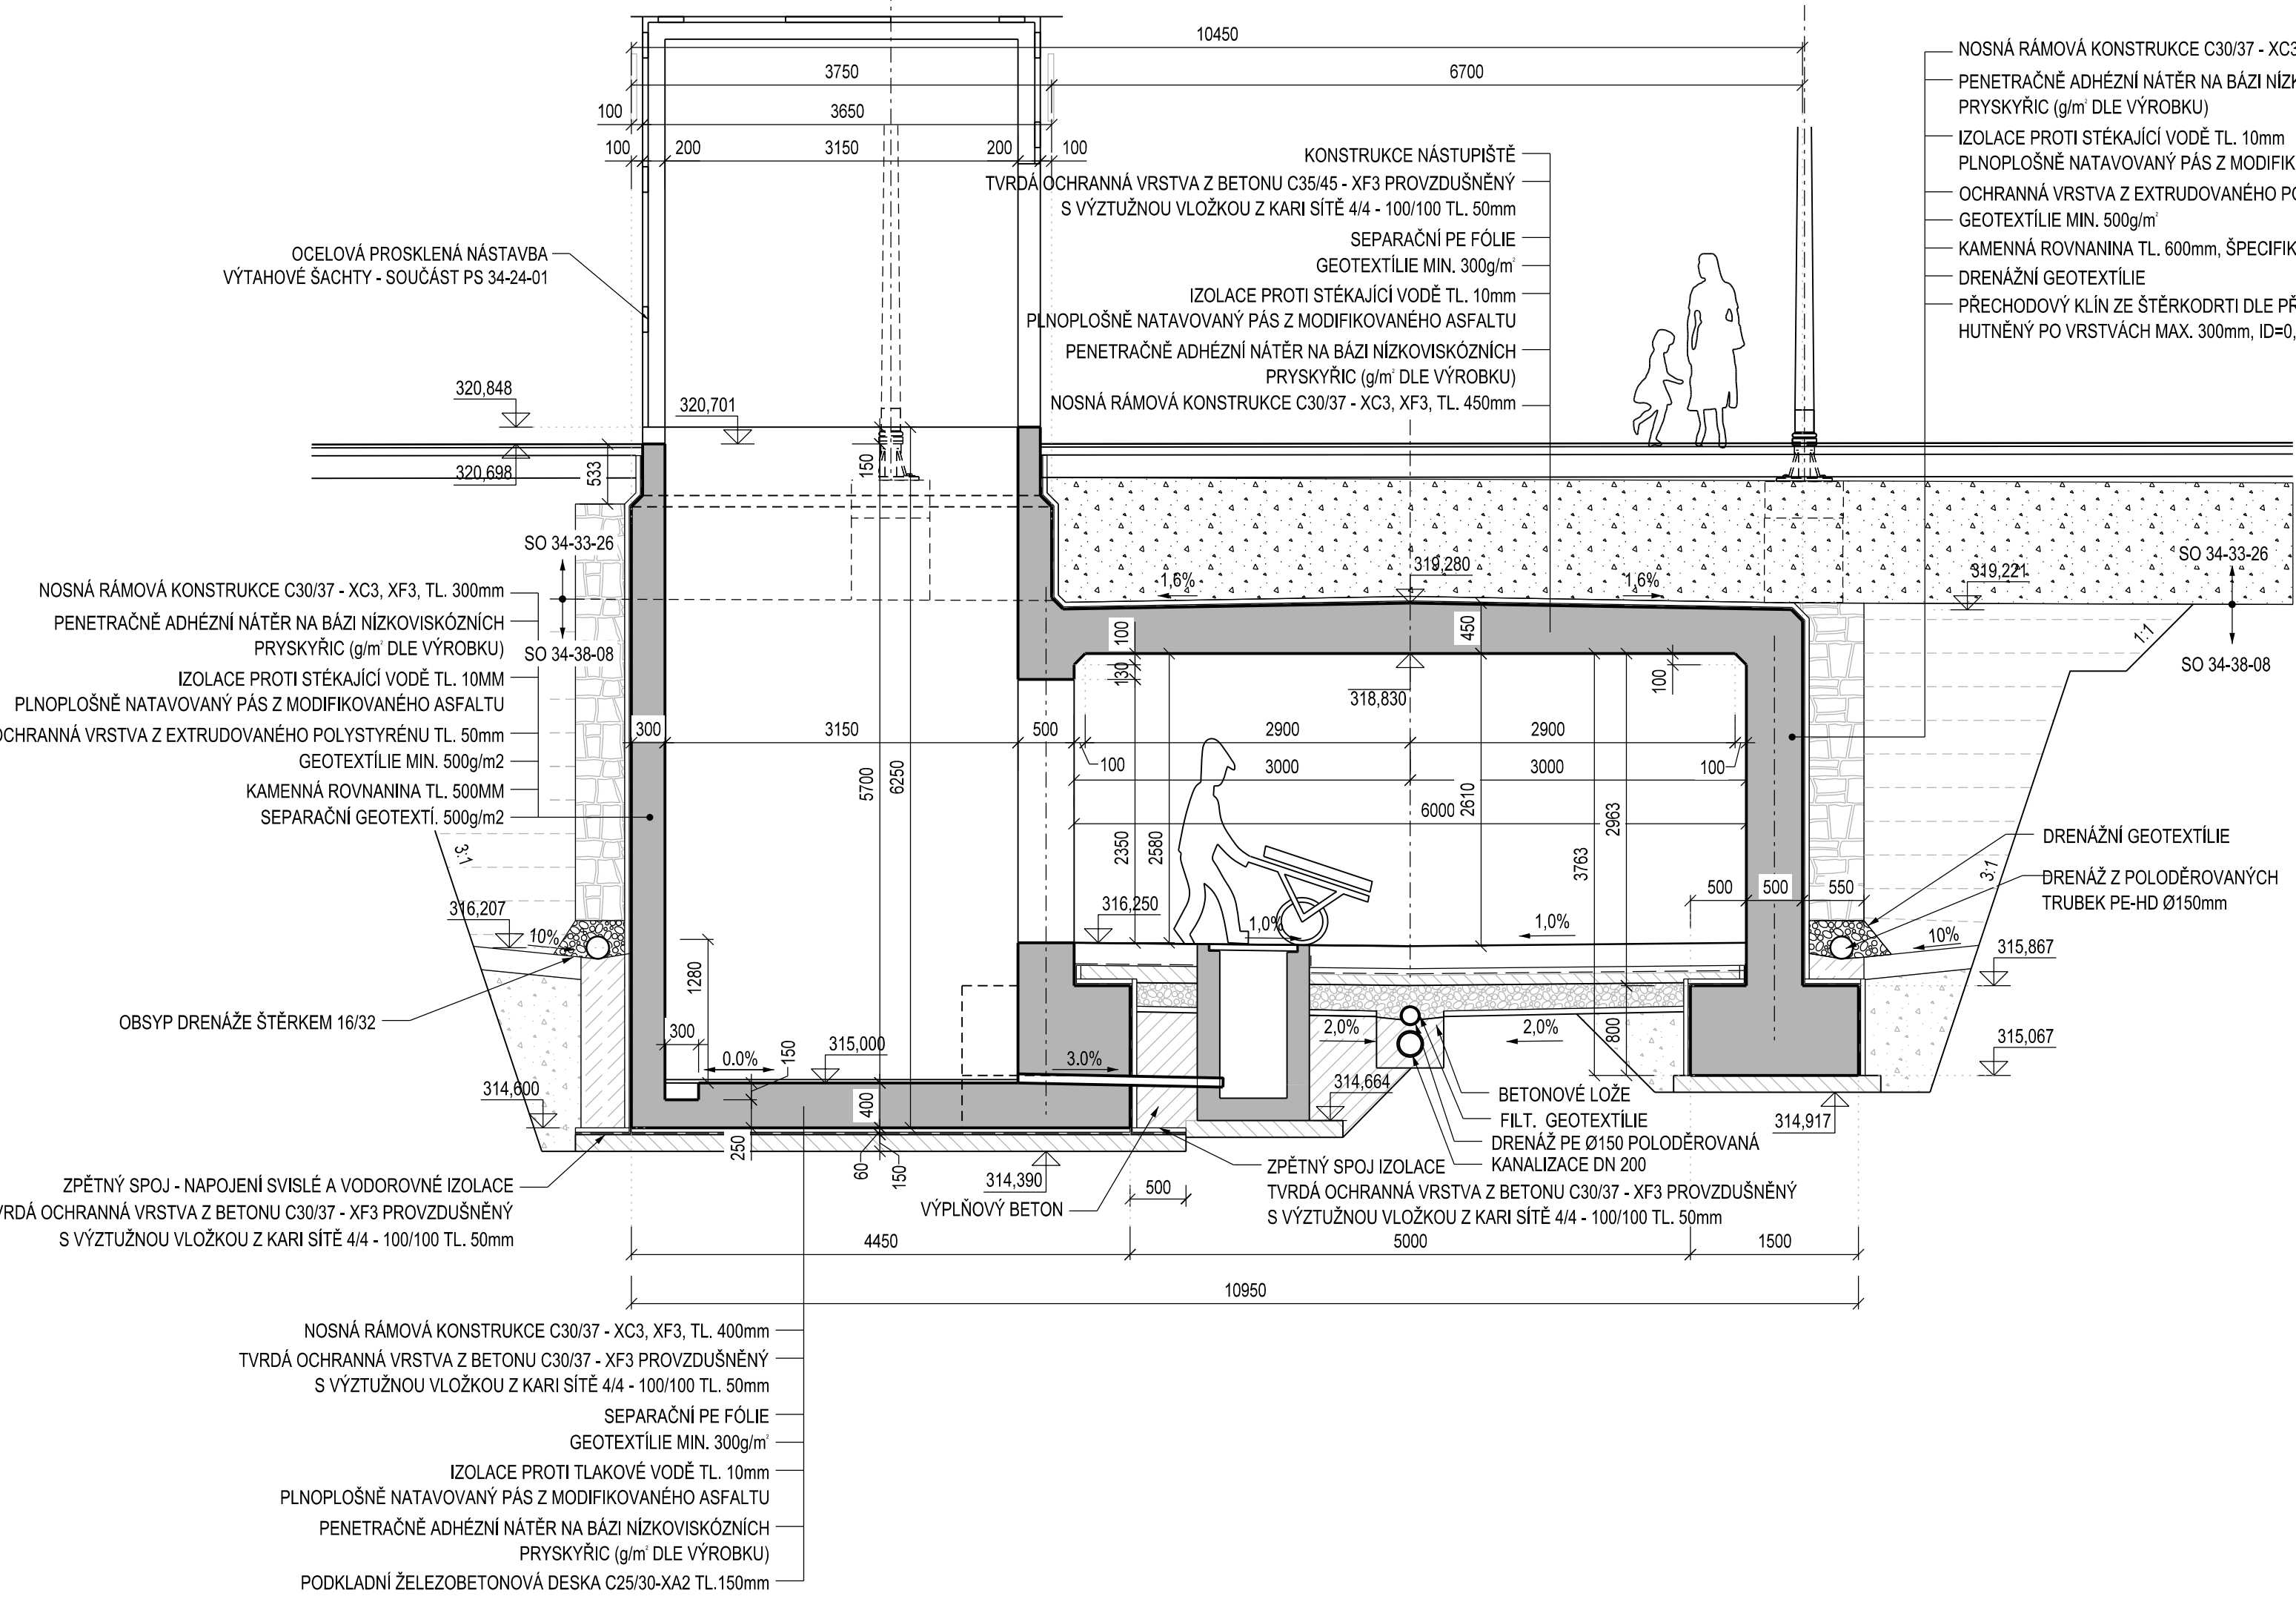 10450
3750
6700
100
3650
100
200
3150
200
100
NOSNÁ RÁMOVÁ KONSTRUKCE C30/37 - XC3
PENETRAČNĚ ADHÉZNÍ NÁTĚR NA BÁZI
PRYSKYŘIC (g/m² DLE VÝROBKU)
IZOLACE PROTI STÉKAJÍCÍ VODĚ TL. 10mm
PLNOPLOŠNĚ NATAVOVANÝ PÁS Z
OCHRANNÁ VRSTVA Z EXTRUDOVANÉHO
GEOTEXTÍLIE MIN. 500g/m²
KAMENNÁ ROVNANINA TL. 600mm,
DRENÁŽNÍ GEOTEXTÍLIE
PŘECHODOVÝ KLÍN ZE ŠTĚRKODRTI DLE
HUTNĚNÝ PO VRSTVÁCH MAX. 300mm, ID=0,
KONSTRUKCE NÁSTUPIŠTĚ
TVRDÁ OCHRANNÁ VRSTVA Z BETONU C35/45 - XF3 PROVZDUŠNĚNÝ
S VÝZTUŽNOU VLOŽKOU Z KARI SÍTĚ 4/4 - 100/100 TL. 50mm
SEPARAČNÍ PE FÓLIE
GEOTEXTÍLIE MIN. 300g/m²
IZOLACE PROTI STÉKAJÍCÍ VODĚ TL. 10mm
PLNOPLOŠNĚ NATAVOVANÝ PÁS Z MODIFIKOVANÉHO ASFALTU
PENETRAČNĚ ADHÉZNÍ NÁTĚR NA BÁZI NÍZKOVISKÓZNÍCH
PRYSKYŘIC (g/m² DLE VÝROBKU)
NOSNÁ RÁMOVÁ KONSTRUKCE C30/37 - XC3, XF3, TL. 450mm
OCELOVÁ PROSKLENÁ NÁSTAVBA
VÝTAHOVÉ ŠACHTY - SOUČÁST PS 34-24-01
320,848
320,701
320,698
533
150
SO 34-33-26
SO 34-38-08
NOSNÁ RÁMOVÁ KONSTRUKCE C30/37 - XC3, XF3, TL. 300mm
PENETRAČNĚ ADHÉZNÍ NÁTĚR NA BÁZI NÍZKOVISKÓZNÍCH
PRYSKYŘIC (g/m² DLE VÝROBKU)
IZOLACE PROTI STÉKAJÍCÍ VODĚ TL. 10MM
PLNOPLOŠNĚ NATAVOVANÝ PÁS Z MODIFIKOVANÉHO ASFALTU
OCHRANNÁ VRSTVA Z EXTRUDOVANÉHO POLYSTYRÉNU TL. 50mm
GEOTEXTÍLIE MIN. 500g/m2
KAMENNÁ ROVNANINA TL. 500MM
SEPARAČNÍ GEOTEXTÍ. 500g/m2
1,6%
319,280
1,6%
319,221
SO 34-33-26
SO 34-38-08
1:1
100
130
450
318,830
100
300
3150
500
2900
2900
100
3000
3000
100
6000
5700
6250
2350
2580
2610
3763
2963
500
500
550
3:1
3:1
DRENÁŽNÍ GEOTEXTÍLIE
DRENÁŽ Z POLODĚROVANÝCH
TRUBEK PE-HD Ø150mm
316,207
10%
316,250
1,0%
1,0%
10%
315,867
1280
OBSYP DRENÁŽE ŠTĚRKEM 16/32
300
0.0%
150
315,000
3.0%
2,0%
2,0%
800
315,067
314,600
400
250
60
150
314,664
314,917
314,390
500
BETONOVÉ LOŽE
FILT. GEOTEXTÍLIE
DRENÁŽ PE Ø150 POLODĚROVANÁ
KANALIZACE DN 200
ZPĚTNÝ SPOJ - NAPOJENÍ SVISLÉ A VODOROVNÉ IZOLACE
VRDÁ OCHRANNÁ VRSTVA Z BETONU C30/37 - XF3 PROVZDUŠNĚNÝ
S VÝZTUŽNOU VLOŽKOU Z KARI SÍTĚ 4/4 - 100/100 TL. 50mm
VÝPLŇOVÝ BETON
ZPĚTNÝ SPOJ IZOLACE
TVRDÁ OCHRANNÁ VRSTVA Z BETONU C30/37 - XF3 PROVZDUŠNĚNÝ
S VÝZTUŽNOU VLOŽKOU Z KARI SÍTĚ 4/4 - 100/100 TL. 50mm
4450
5000
1500
10950
NOSNÁ RÁMOVÁ KONSTRUKCE C30/37 - XC3, XF3, TL. 400mm
TVRDÁ OCHRANNÁ VRSTVA Z BETONU C30/37 - XF3 PROVZDUŠNĚNÝ
S VÝZTUŽNOU VLOŽKOU Z KARI SÍTĚ 4/4 - 100/100 TL. 50mm
SEPARAČNÍ PE FÓLIE
GEOTEXTÍLIE MIN. 300g/m²
IZOLACE PROTI TLAKOVÉ VODĚ TL. 10mm
PLNOPLOŠNĚ NATAVOVANÝ PÁS Z MODIFIKOVANÉHO ASFALTU
PENETRAČNĚ ADHÉZNÍ NÁTĚR NA BÁZI NÍZKOVISKÓZNÍCH
PRYSKYŘIC (g/m² DLE VÝROBKU)
PODKLADNÍ ŽELEZOBETONOVÁ DESKA C25/30-XA2 TL.150mm